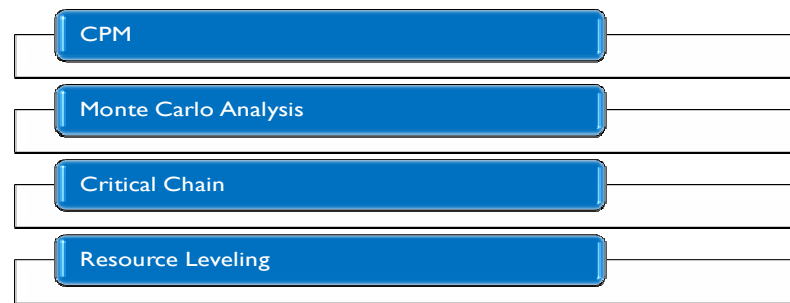 CPM
Monte Carlo Analysis
Critical Chain
Resource Leveling